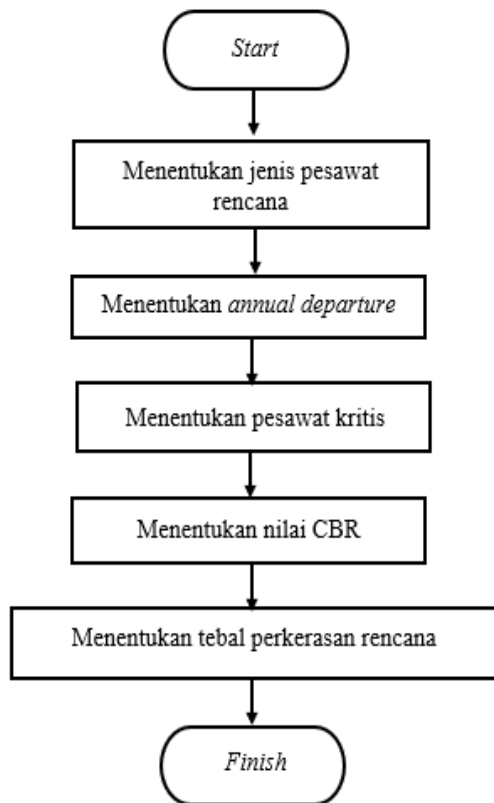 Start
Menentukan jenis pesawat
rencana
Menentukan annual departure
Menentukan pesawat kritis
Menentukan nilai CBR
Menentukan tebal perkerasan rencana
Finish